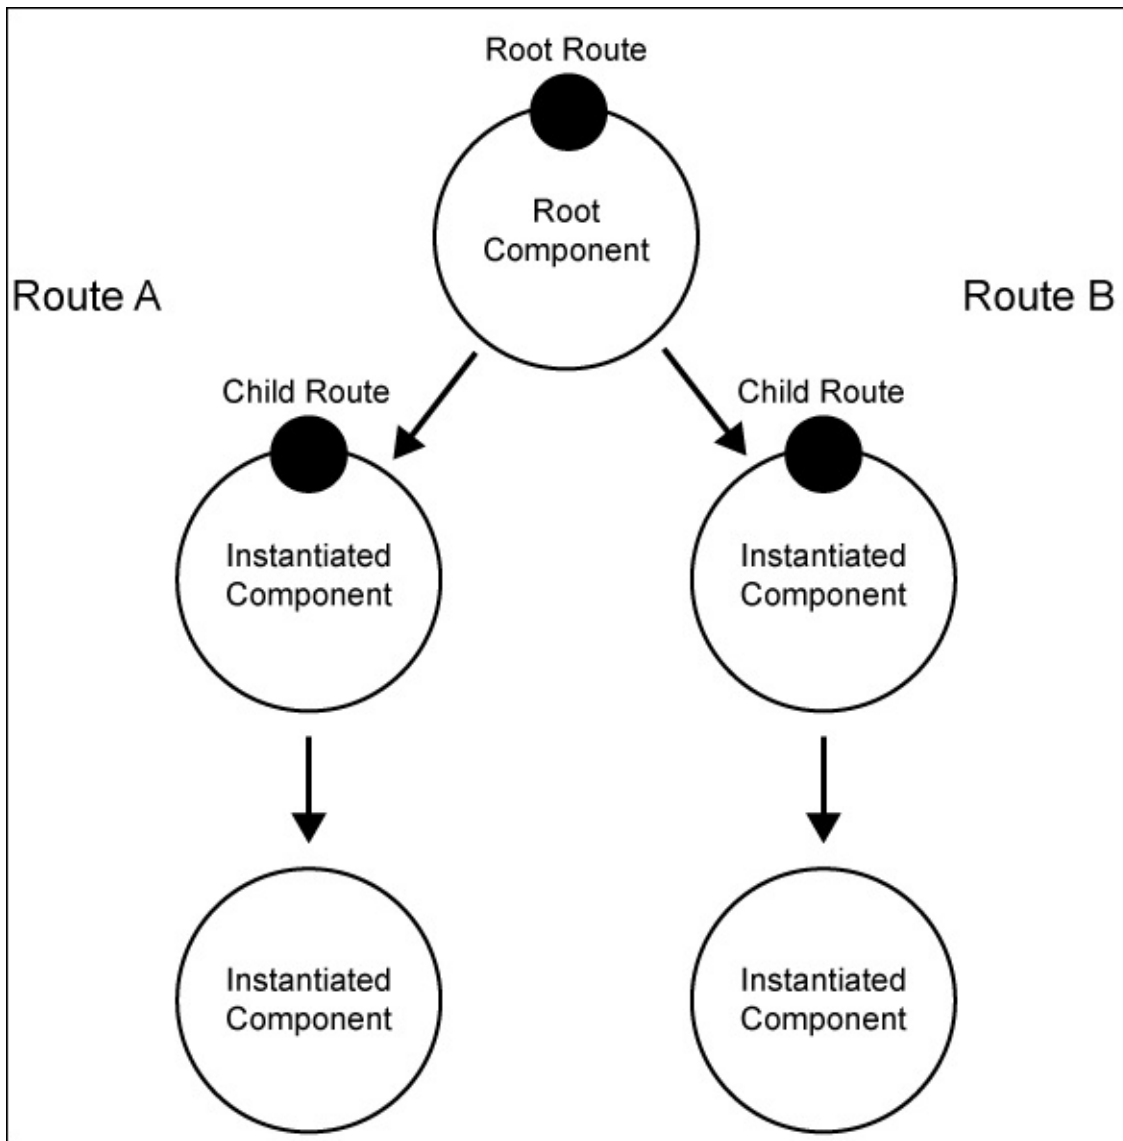 Root Route
Root
Component
Route A
Route B
Child Route
Child Route
Instantiated
Component
Instantiated
Component
Instantiated
Component
Instantiated
Component